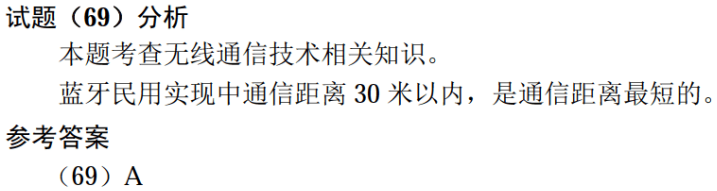 试题（69）分析
本题考查无线通信技术相关知识。
蓝牙民用实现中通信距离 30 米以内，是通信距离最短的。
参考答案
（69）A